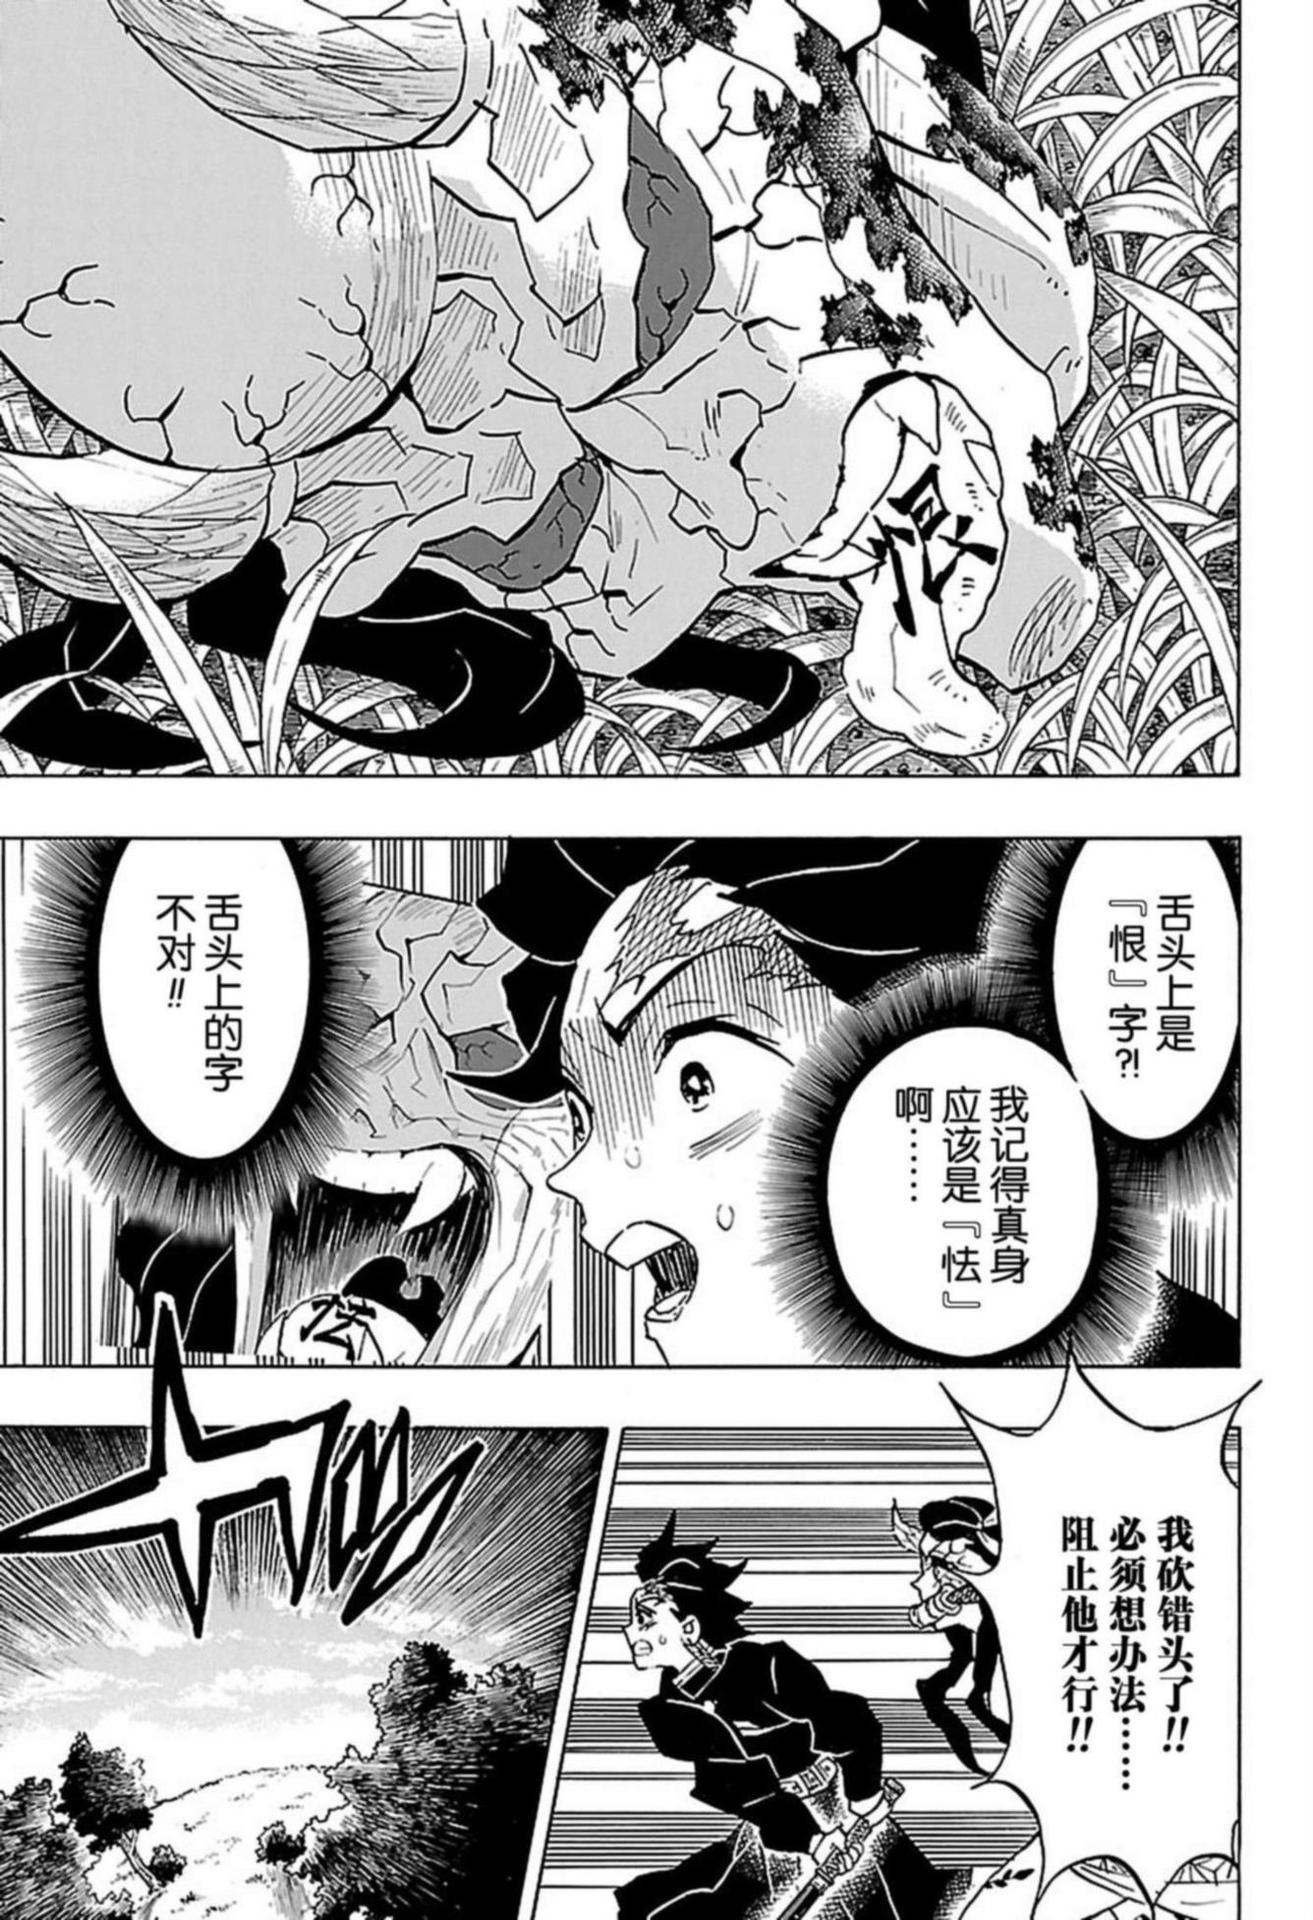 舌头上是
『恨』字?!
我记得真身
应该是『怯』
啊……
舌头上的字
不对!!
怯
我砍错头了!!
必须想办法……
阻止他才行!!